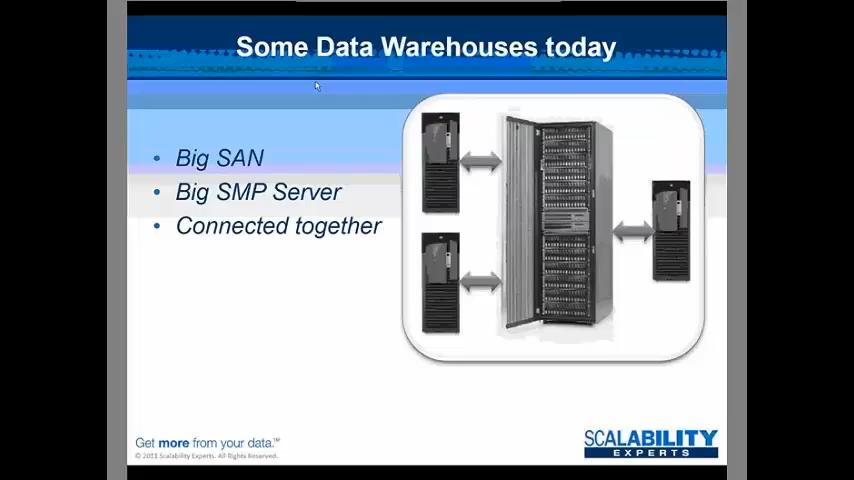 Some Data Warehouses today
• Big SAN
• Big SMP Server
• Connected together
Get more from your data.™
© 2011 Scalability Experts. All Rights Reserved.
SCALABILITY
EXPERTS